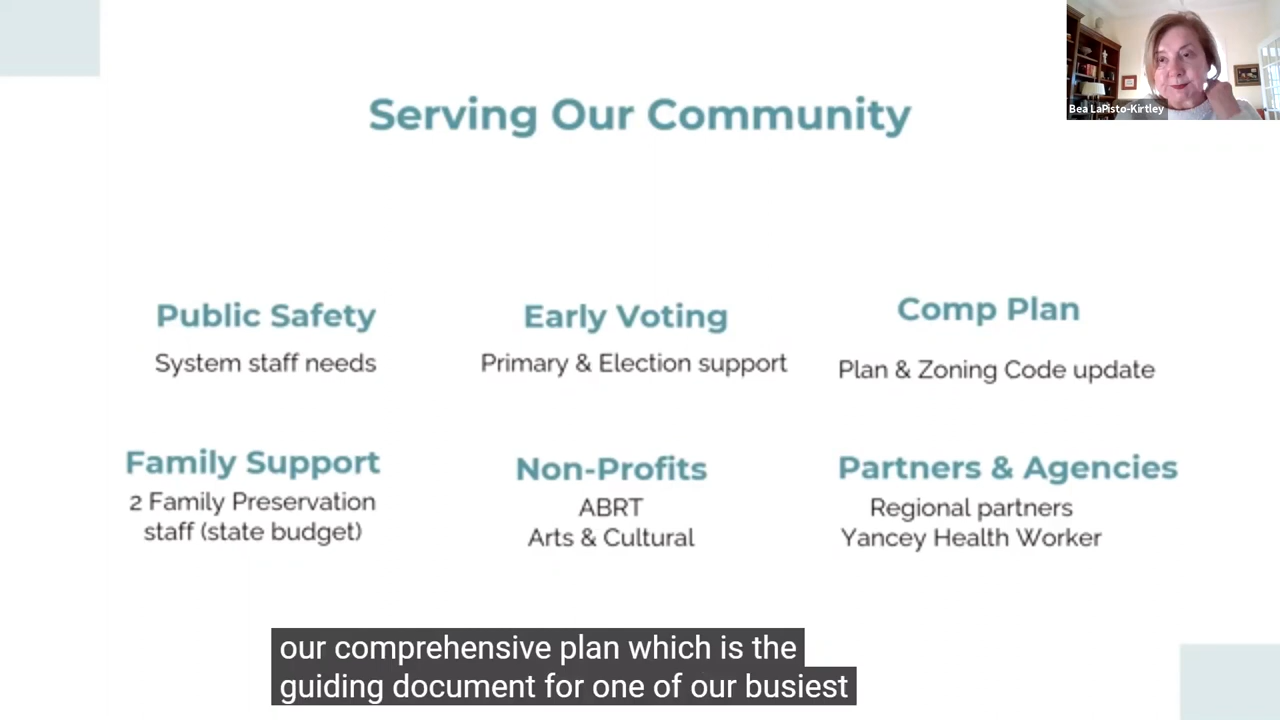 Bea LaPisto-Kirtley
Serving Our Community
Public Safety
System staff needs
Early Voting
Primary & Election support
Comp Plan
Plan & Zoning Code update
Family Support
2 Family Preservation
staff (state budget)
Non-Profits
ABRT
Arts & Cultural
Partners & Agencies
Regional partners
Yancey Health Worker
our comprehensive plan which is the
guiding document for one of our busiest